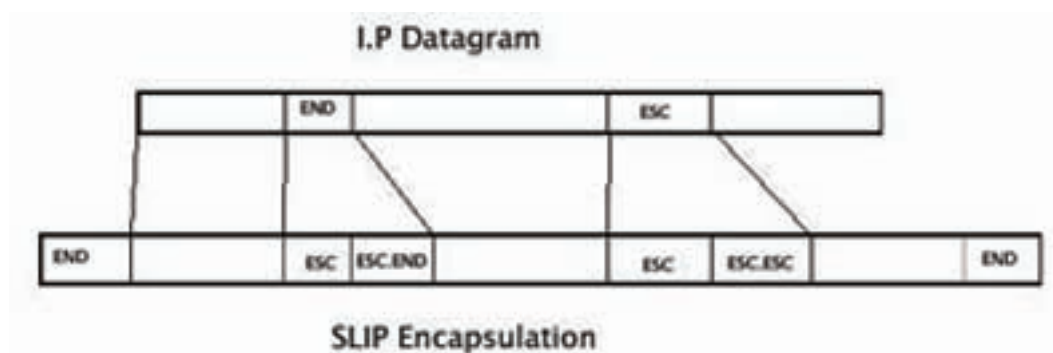 I.P Datagram
END ESC
END ESC ESC.END ESC ESC.ESC END
SLIP Encapsulation